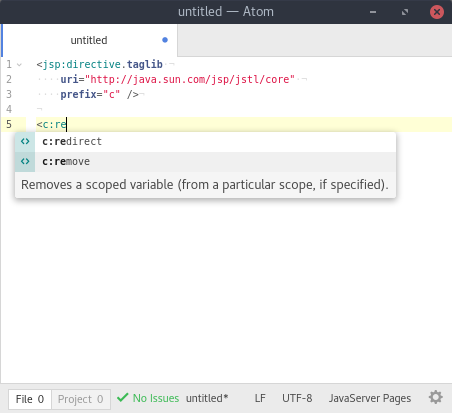 untitled — Atom
untitled
1 <jsp:directive.taglib
2 uri="http://java.sun.com/jsp/jstl/core"
3 prefix="c" />
4
5 <c:re
<> c:redirect
<> c:remove
Removes a scoped variable (from a particular scope, if specified).
File 0 Project 0 No Issues untitled* LF UTF-8 JavaServer Pages